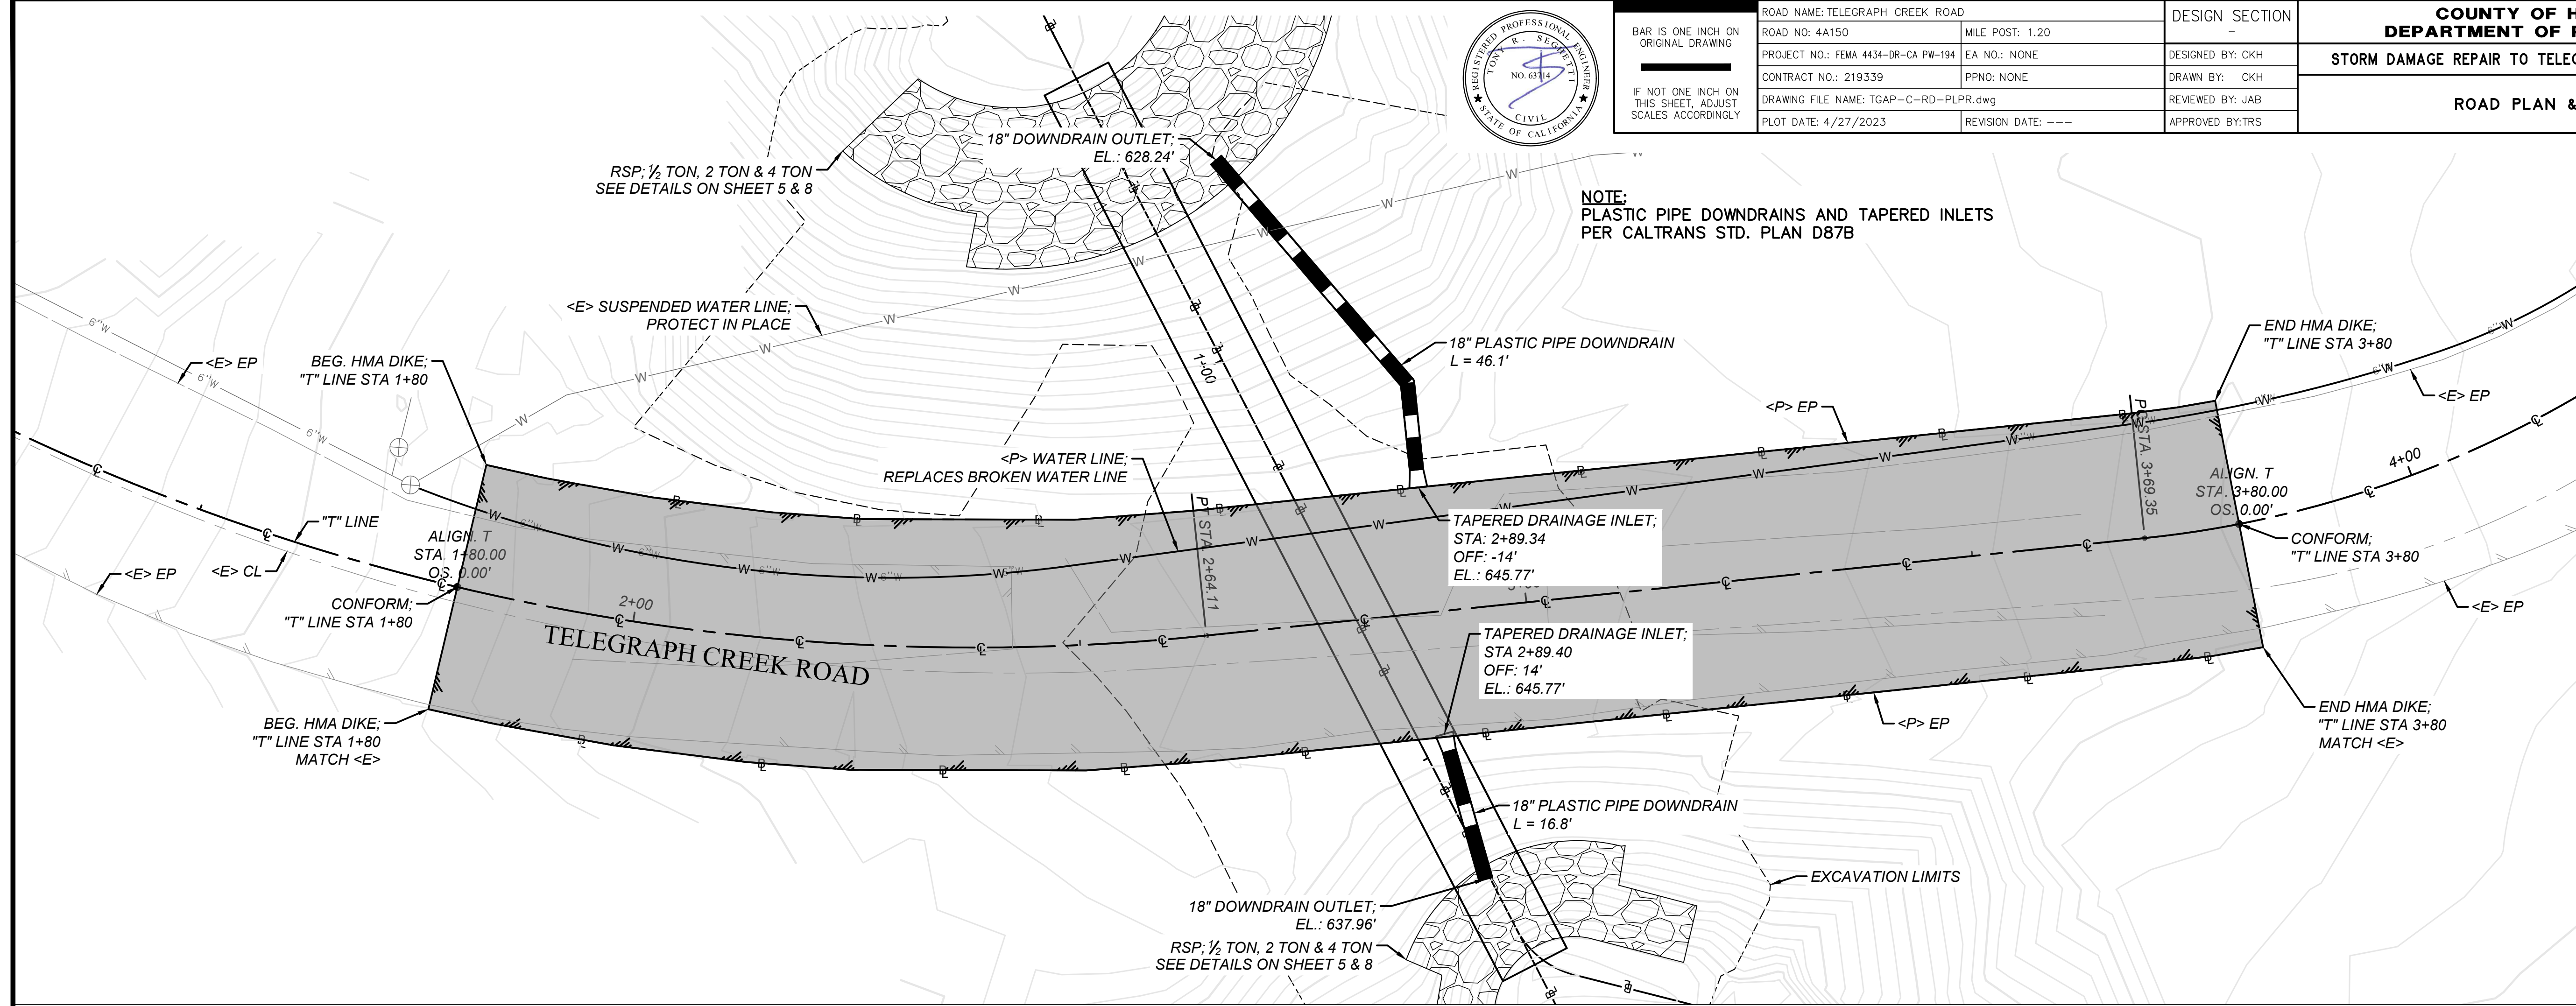 REGISTERED PROFESSIONAL ENGINEER
TONY R. SEGHETTI
NO. 63714
CIVIL
STATE OF CALIFORNIA
BAR IS ONE INCH ON
ORIGINAL DRAWING
IF NOT ONE INCH ON
THIS SHEET, ADJUST
SCALES ACCORDINGLY
ROAD NAME: TELEGRAPH CREEK ROAD
ROAD NO: 4A150
MILE POST: 1.20
PROJECT NO.: FEMA 4434-DR-CA PW-194
EA NO.: NONE
CONTRACT NO.: 219339
PPNO: NONE
DRAWING FILE NAME: TGAP-C-RD-PLPR.dwg
PLOT DATE: 4/27/2023
REVISION DATE: ---
DESIGN SECTION
-
DESIGNED BY: CKH
DRAWN BY: CKH
REVIEWED BY: JAB
APPROVED BY:TRS
COUNTY OF H
DEPARTMENT OF
STORM DAMAGE REPAIR TO TELEG
ROAD PLAN &
NOTE:
PLASTIC PIPE DOWNDRAINS AND TAPERED INLETS
PER CALTRANS STD. PLAN D87B
18" DOWNDRAIN OUTLET;
EL.: 628.24'
RSP; ½ TON, 2 TON & 4 TON
SEE DETAILS ON SHEET 5 & 8
<E> SUSPENDED WATER LINE;
PROTECT IN PLACE
1+00
18" PLASTIC PIPE DOWNDRAIN
L = 46.1'
END HMA DIKE;
"T" LINE STA 3+80
<E> EP
BEG. HMA DIKE;
"T" LINE STA 1+80
<P> EP
<E> EP
<P> WATER LINE;
REPLACES BROKEN WATER LINE
6"W
6"W
6"W
PT STA. 2+64.11
STA. 3+69.35
4+00
ALIGN. T
STA. 3+80.00
OS. 0.00'
"T" LINE
<E> CL
<E> EP
ALIGN. T
STA. 1+80.00
OS. 0.00'
TAPERED DRAINAGE INLET;
STA: 2+89.34
OFF: -14'
EL.: 645.77'
CONFORM;
"T" LINE STA 3+80
CONFORM;
"T" LINE STA 1+80
2+00
TELEGRAPH CREEK ROAD
<E> EP
TAPERED DRAINAGE INLET;
STA 2+89.40
OFF: 14'
EL.: 645.77'
BEG. HMA DIKE;
"T" LINE STA 1+80
MATCH <E>
<P> EP
END HMA DIKE;
"T" LINE STA 3+80
MATCH <E>
18" PLASTIC PIPE DOWNDRAIN
L = 16.8'
EXCAVATION LIMITS
18" DOWNDRAIN OUTLET;
EL.: 637.96'
RSP; ½ TON, 2 TON & 4 TON
SEE DETAILS ON SHEET 5 & 8